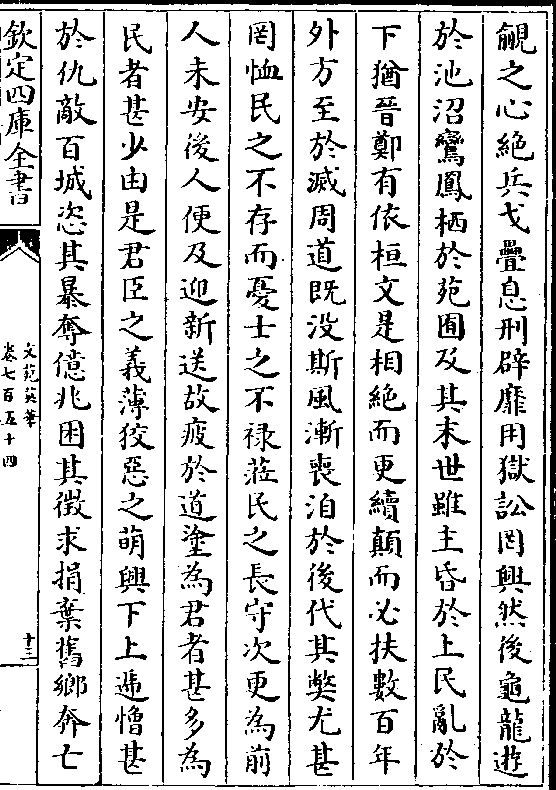 覦之心絶兵戈疊息刑辟靡用獄訟罔興然後龜龍遊
於池沼鸞鳳栖於苑囿及其末世雖主昏於上民亂於
下猶晉鄭有依桓文是相絶而更續顛而必扶數百年
外方至於滅周道既没斯風漸喪洎於後代其獘尤甚
罔恤民之不存而憂士之不禄蒞民之長守次更為前
人未安後人便及迎新送故疲於道塗為君者甚多為
民者甚少由是君臣之義薄狡惡之萌興下上遞憎甚
於仇敵百城恣其暴奪億兆困其徵求捐棄舊鄉奔亡
欽定四庫全書
文苑英華
卷七百五十四
十三